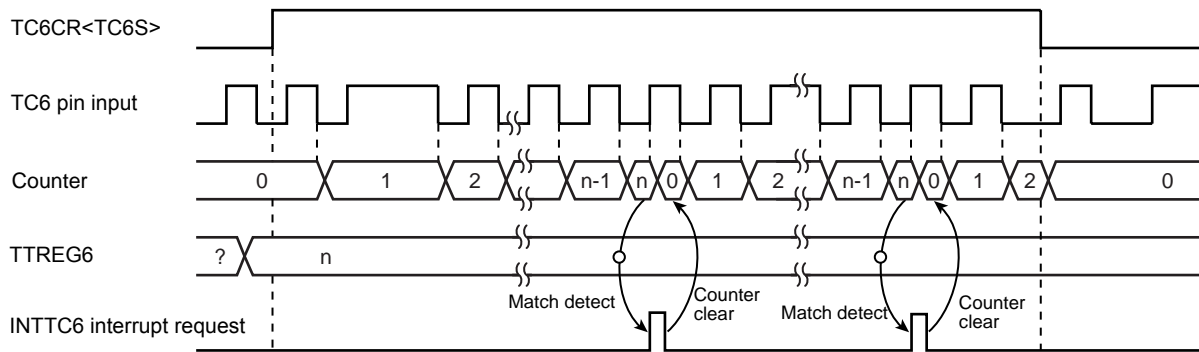 TC6CR<TC6S>
TC6 pin input
Counter
0 1 2 n-1 n 0 1 2 n-1 n 0 1 2 0
TTREG6
? n
Match detect
Counter
clear
Match detect
Counter
clear
INTTC6 interrupt request